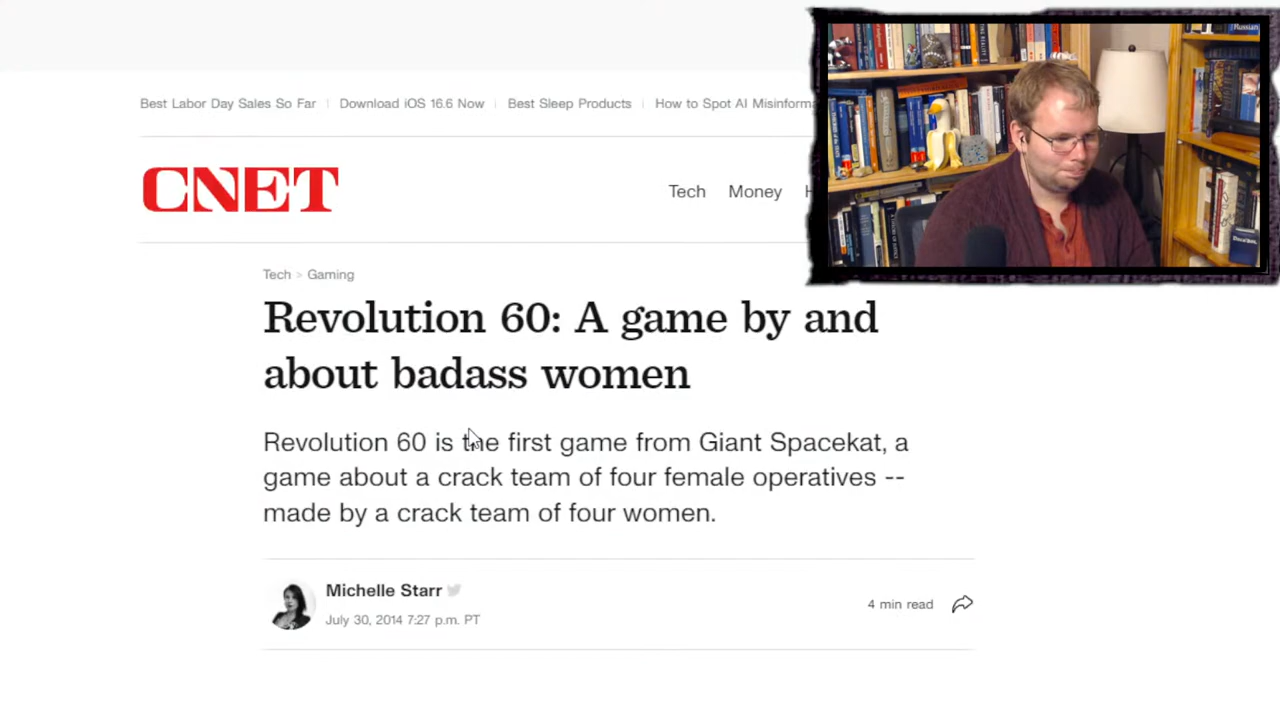 Best Labor Day Sales So Far
Download iOS 16.6 Now
Best Sleep Products
How to Spot AI Misinforma
CNET
Tech
Money
H
Tech > Gaming
Revolution 60: A game by and
about badass women
Revolution 60 is the first game from Giant Spacekat, a
game about a crack team of four female operatives --
made by a crack team of four women.
Michelle Starr
July 30, 2014 7:27 p.m. PT
4 min read
Russian